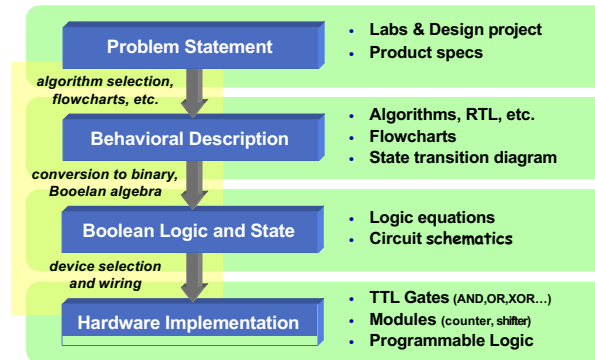 Problem Statement
• Labs & Design project
• Product specs
algorithm selection,
flowcharts, etc.
Behavioral Description
• Algorithms, RTL, etc.
• Flowcharts
• State transition diagram
conversion to binary,
Booelan algebra
Boolean Logic and State
• Logic equations
• Circuit schematics
device selection
and wiring
Hardware Implementation
• TTL Gates (AND,OR,XOR…)
• Modules (counter, shifter)
• Programmable Logic